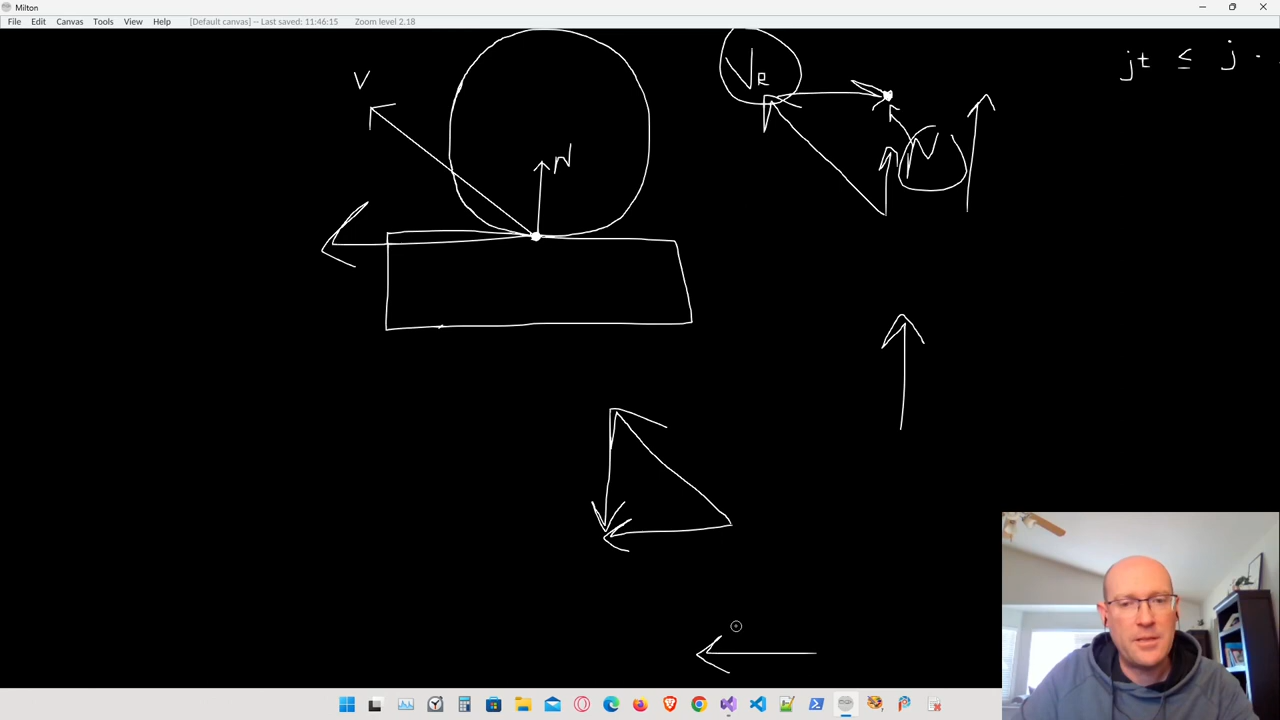 Milton
File Edit Canvas Tools View Help [Default canvas] -- Last saved: 11:46:15 Zoom level 2.18
jt ≤ j ·
VR
V
N
N